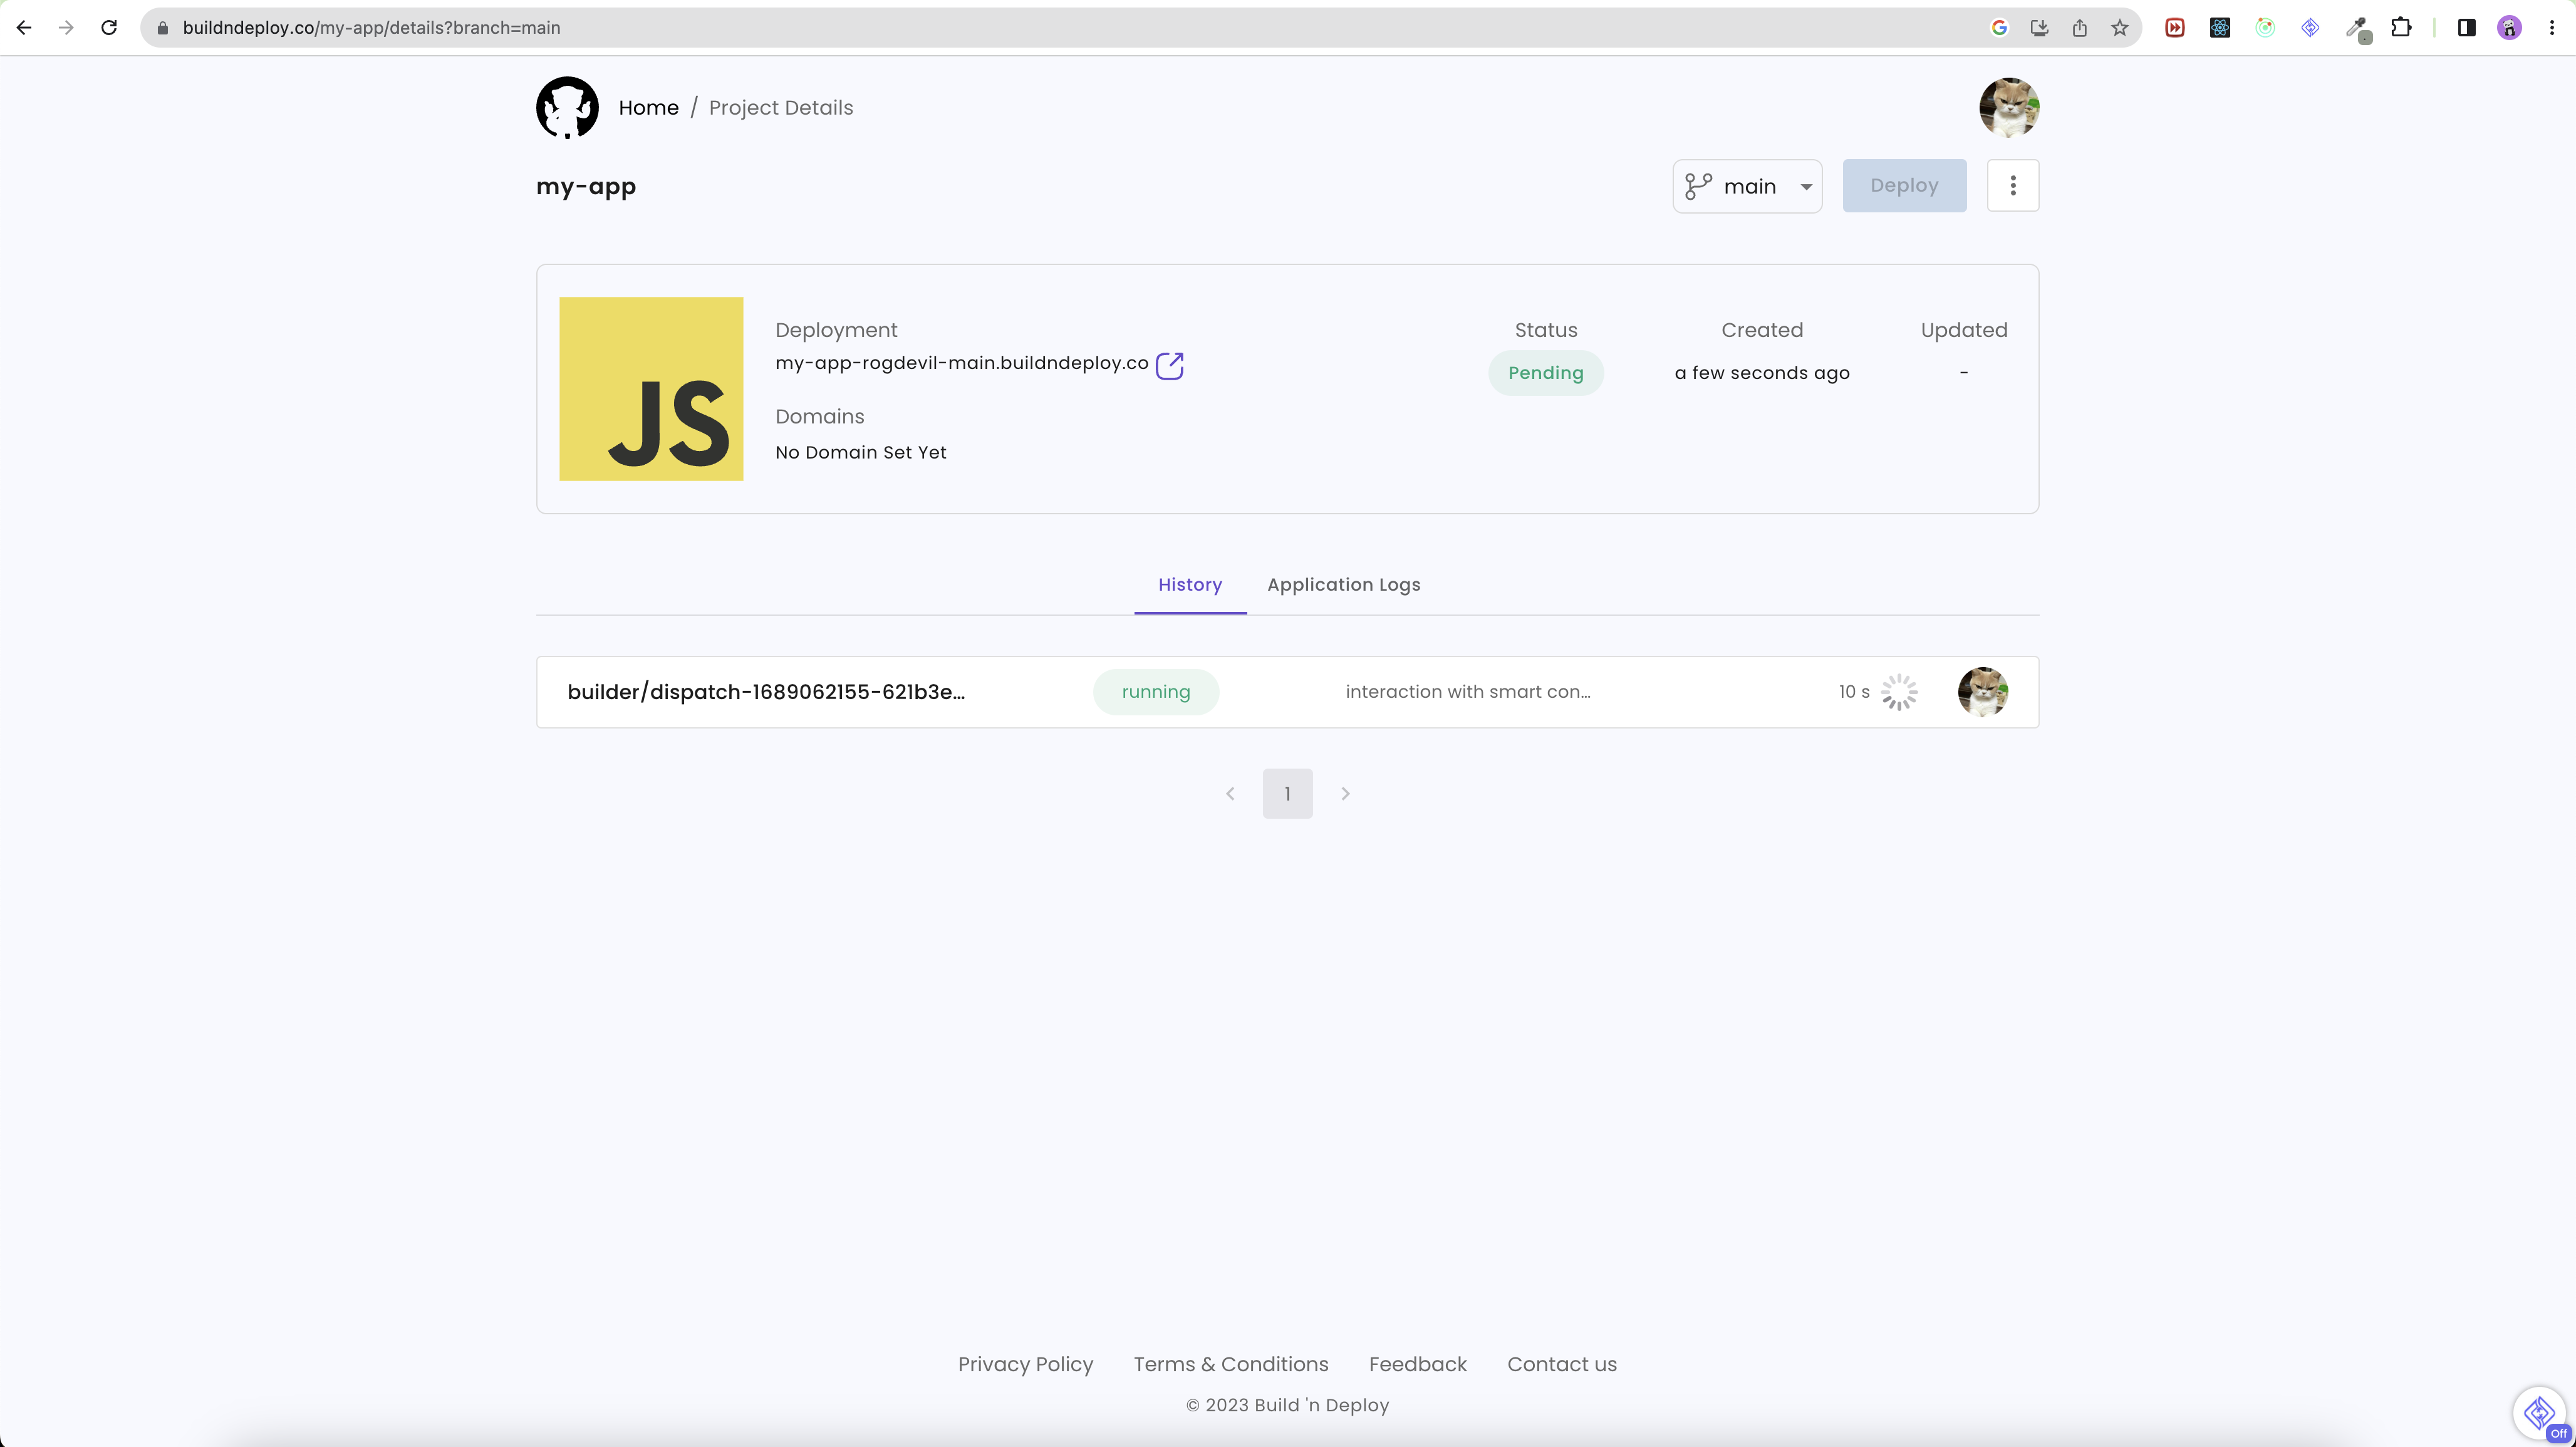 buildndeploy.co/my-app/details?branch=main
Home / Project Details
my-app
main
Deploy
JS
Deployment
my-app-rogdevil-main.buildndeploy.co
Domains
No Domain Set Yet
Status
Pending
Created
a few seconds ago
Updated
-
History
Application Logs
builder/dispatch-1689062155-621b3e...
running
interaction with smart con...
10 s
1
Privacy Policy
Terms & Conditions
Feedback
Contact us
© 2023 Build 'n Deploy
Off